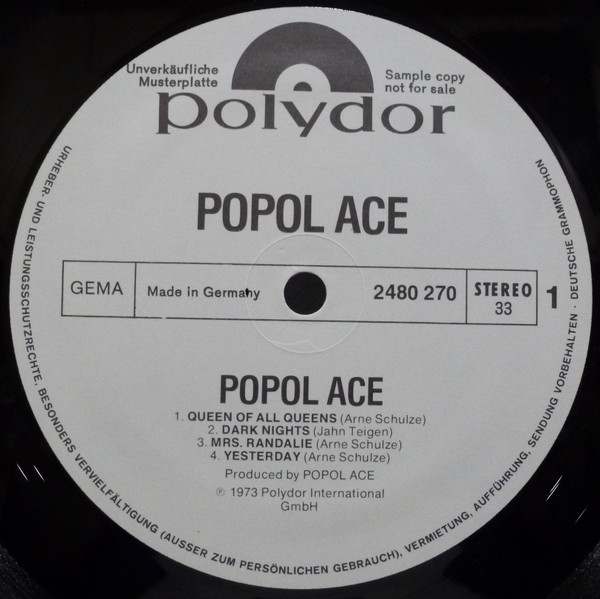 Unverkäufliche
Musterplatte
Sample copy
not for sale
polydor
POPOL ACE
GEMA
Made in Germany
2480 270
STEREO
33
1
POPOL ACE
1. QUEEN OF ALL QUEENS (Arne Schulze)
2. DARK NIGHTS (Jahn Teigen)
3. MRS. RANDALIE (Arne Schulze)
4. YESTERDAY (Arne Schulze)
Produced by POPOL ACE
℗ 1973 Polydor International
GmbH
URHEBER- UND LEISTUNGSSCHUTZRECHTE, BESONDERS VERVIELFÄLTIGUNG (AUSSER ZUM PERSÖNLICHEN GEBRAUCH), VERMIETUNG, AUFFÜHRUNG, SENDUNG VORBEHALTEN · DEUTSCHE GRAMMOPHON